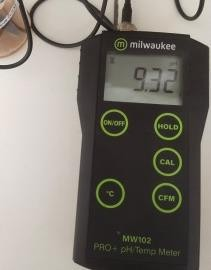 m milwaukee
9.32
ON/OFF
HOLD
CAL
°C
CFM
MW102
PRO+ pH/Temp Meter